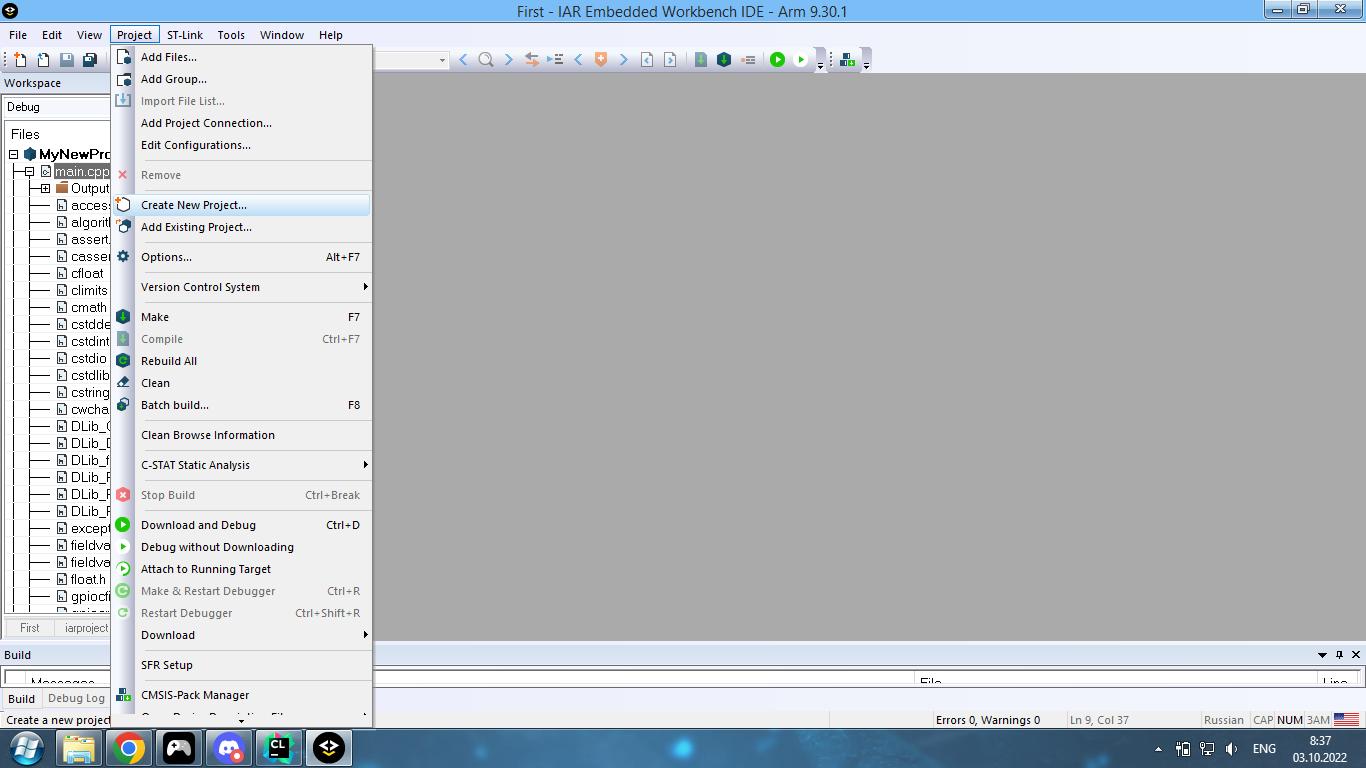 First - IAR Embedded Workbench IDE - Arm 9.30.1
File Edit View Project ST-Link Tools Window Help
Workspace
Debug
Files
MyNewPro
main.cpp
Output
access
algorith
assert.
casser
cfloat
climits
cmath
cstdde
cstdint
cstdio
cstdlib
cstring
cwcha
DLib_
DLib_
DLib_f
DLib_F
DLib_F
DLib_F
except
fieldva
fieldva
float.h
gpiocfi
First iarproject
Add Files...
Add Group...
Import File List...
Add Project Connection...
Edit Configurations...
Remove
Create New Project...
Add Existing Project...
Options... Alt+F7
Version Control System
Make F7
Compile Ctrl+F7
Rebuild All
Clean
Batch build... F8
Clean Browse Information
C-STAT Static Analysis
Stop Build Ctrl+Break
Download and Debug Ctrl+D
Debug without Downloading
Attach to Running Target
Make & Restart Debugger Ctrl+R
Restart Debugger Ctrl+Shift+R
Download
SFR Setup
CMSIS-Pack Manager
Build
Messages File Line
Build Debug Log
Create a new project Errors 0, Warnings 0 Ln 9, Col 37 Russian CAP NUM ЗАМ
CL
ENG
8:37
03.10.2022